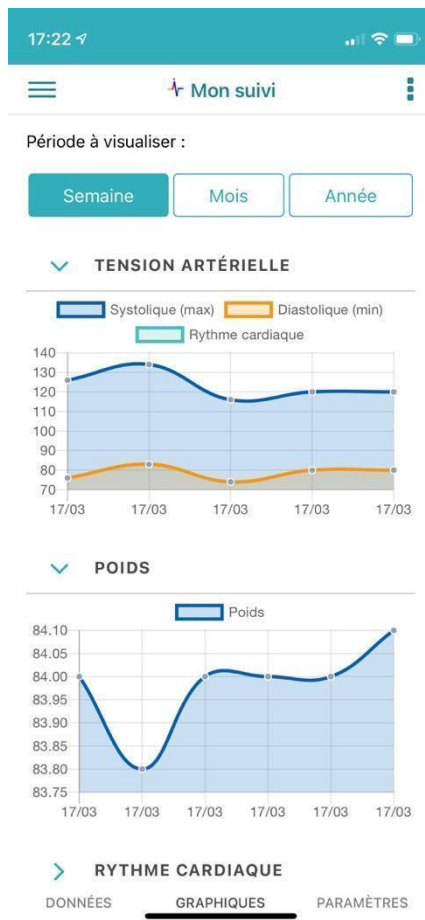 17:22
Mon suivi
Période à visualiser :
Semaine Mois Année
TENSION ARTÉRIELLE
Systolique (max) Diastolique (min)
Rythme cardiaque
140
130
120
110
100
90
80
70
17/03 17/03 17/03 17/03 17/03
POIDS
Poids
84.10
84.05
84.00
83.95
83.90
83.85
83.80
83.75
17/03 17/03 17/03 17/03 17/03 17/03
RYTHME CARDIAQUE
DONNÉES GRAPHIQUES PARAMÈTRES